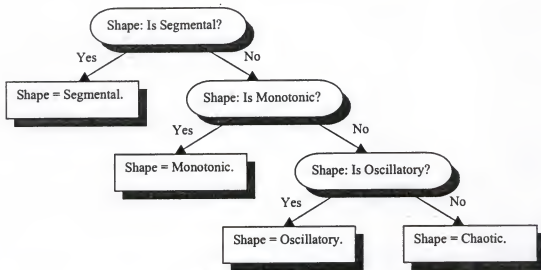 Shape: Is Segmental?
Yes
No
Shape = Segmental.
Shape: Is Monotonic?
Yes
No
Shape = Monotonic.
Shape: Is Oscillatory?
Yes
No
Shape = Oscillatory.
Shape = Chaotic.